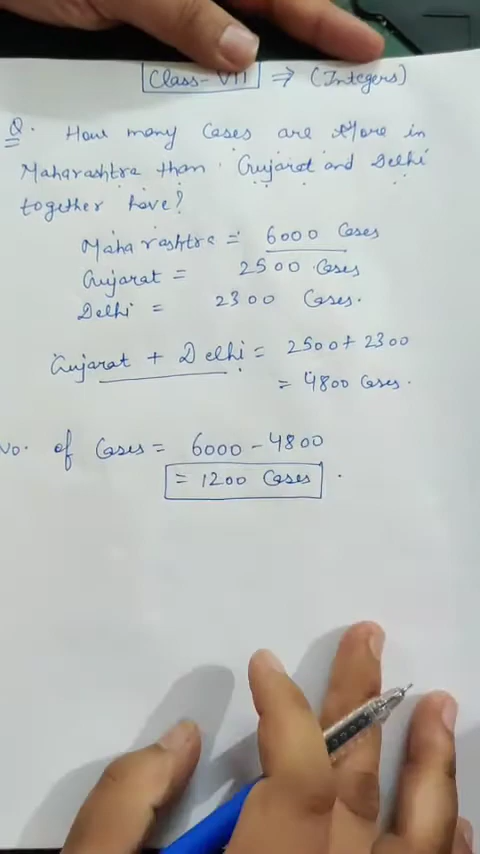 Class-VII ⇒ (Integers)
Q. How many Cases are More in
Maharashtra than Gujarat and Delhi
together have?
Maharashtra = 6000 Cases
Gujarat = 2500 Cases
Delhi = 2300 Cases.
Gujarat + Delhi = 2500 + 2300
= 4800 Cases.
No. of Cases = 6000 - 4800
= 1200 Cases.